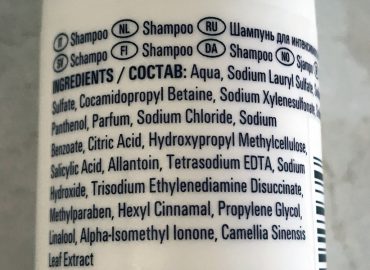 IT Shampoo NL Shampoo RU Шампунь для
SV Schampo FI Shampoo DA Shampoo NO
INGREDIENTS / СОСТАВ: Aqua, Sodium Lauryl Sulfate,
Sulfate, Cocamidopropyl Betaine, Sodium Xylenesulfonate,
Panthenol, Parfum, Sodium Chloride, Sodium
Benzoate, Citric Acid, Hydroxypropyl Methylcellulose,
Salicylic Acid, Allantoin, Tetrasodium EDTA, Sodium
Hydroxide, Trisodium Ethylenediamine Disuccinate,
Methylparaben, Hexyl Cinnamal, Propylene Glycol,
Linalool, Alpha-Isomethyl Ionone, Camellia Sinensis
Leaf Extract